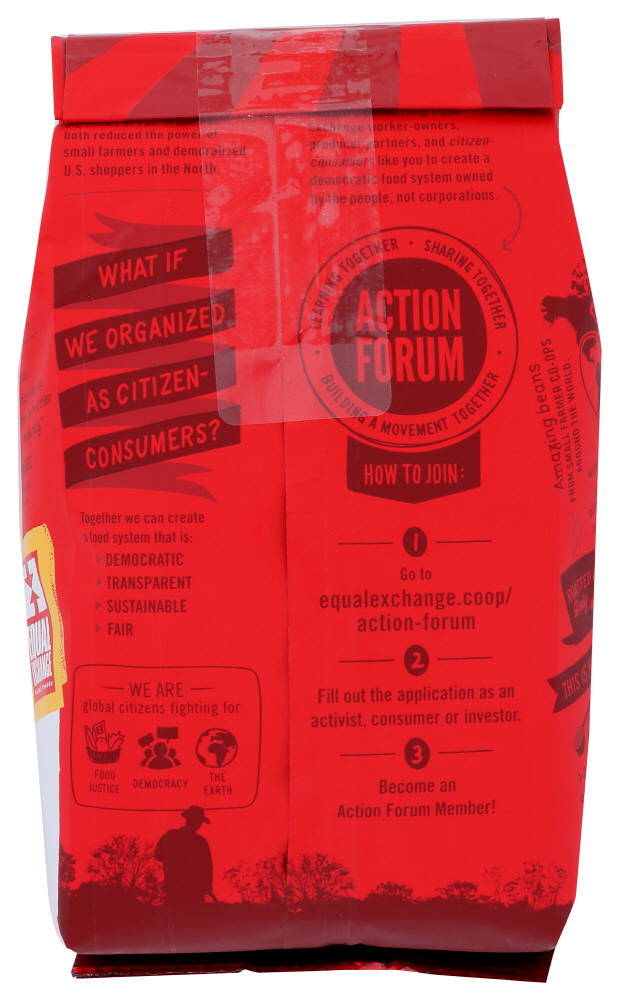 both reduced the power of
small farmers and demoralized
U.S. shoppers in the North.
WHAT IF
WE ORGANIZED
AS CITIZEN-
CONSUMERS?
Together we can create
a food system that is:
DEMOCRATIC
TRANSPARENT
SUSTAINABLE
FAIR
WE ARE
global citizens fighting for
FOOD
JUSTICE
DEMOCRACY
THE
EARTH
Exchange worker-owners,
producer partners, and citizen-
consumers like you to create a
democratic food system owned
by the people, not corporations.
LEARNING TOGETHER • SHARING TOGETHER
• BUILDING A MOVEMENT TOGETHER •
ACTION
FORUM
HOW TO JOIN:
1
Go to
equalexchange.coop/
action-forum
2
Fill out the application as an
activist, consumer or investor.
3
Become an
Action Forum Member!
Amazing beans
FROM SMALL FARMER CO-OPS
AROUND THE WORLD:
THIS IS
EQUAL